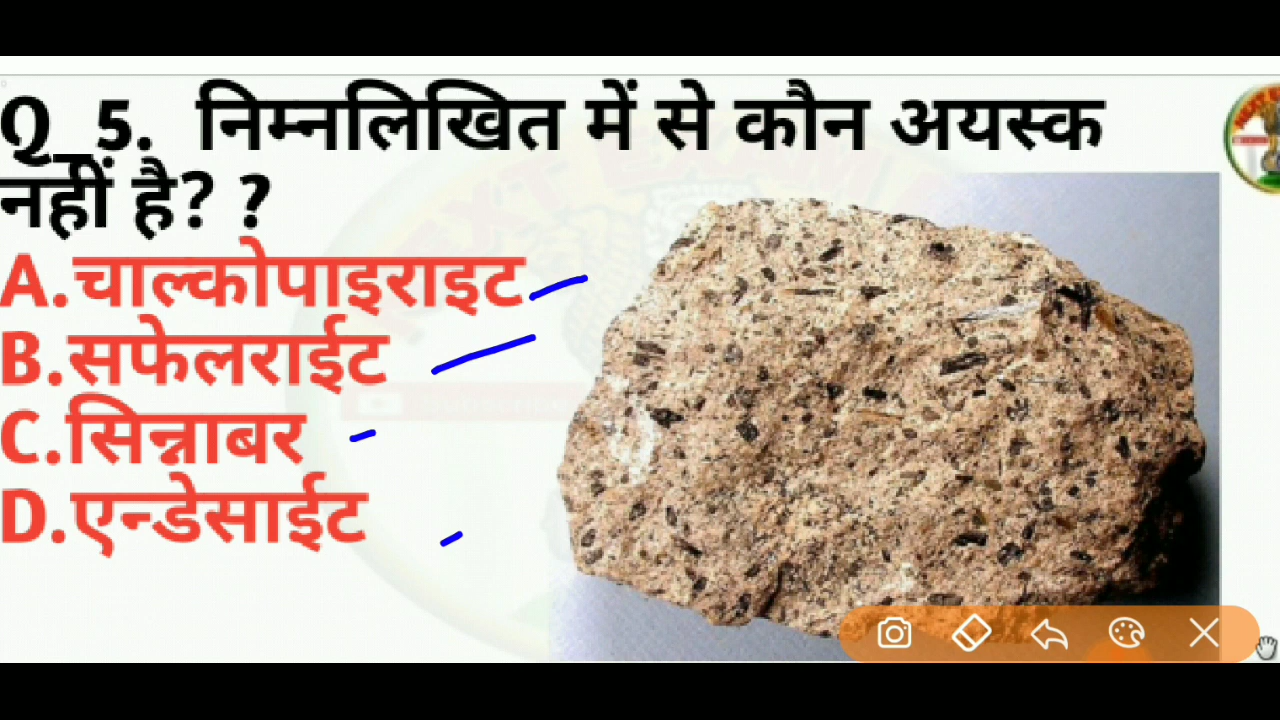 Q_5. निम्नलिखित में से कौन अयस्क
नहीं है? ?
A.चाल्कोपाइराइट
B.सफेलराईट
C.सिन्नाबर
D.एन्डेसाईट